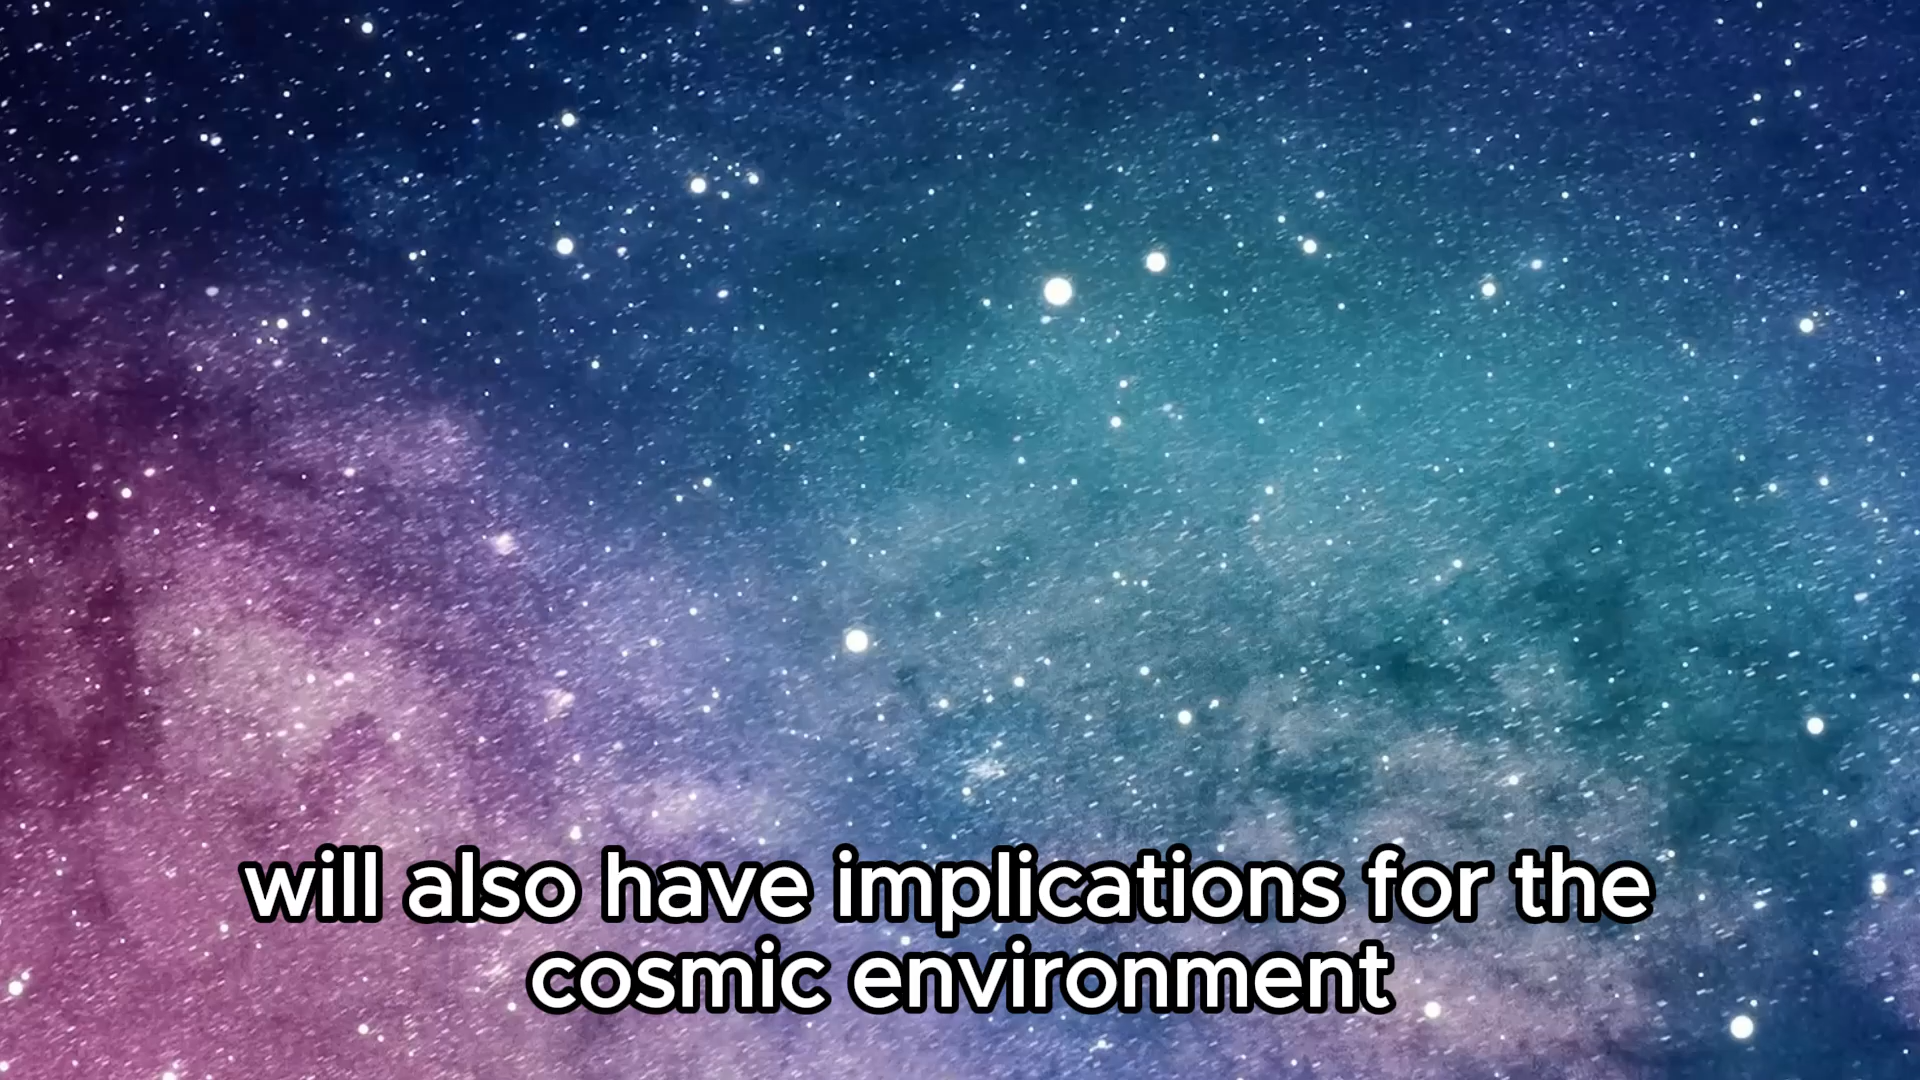 will also have implications for the
cosmic environment